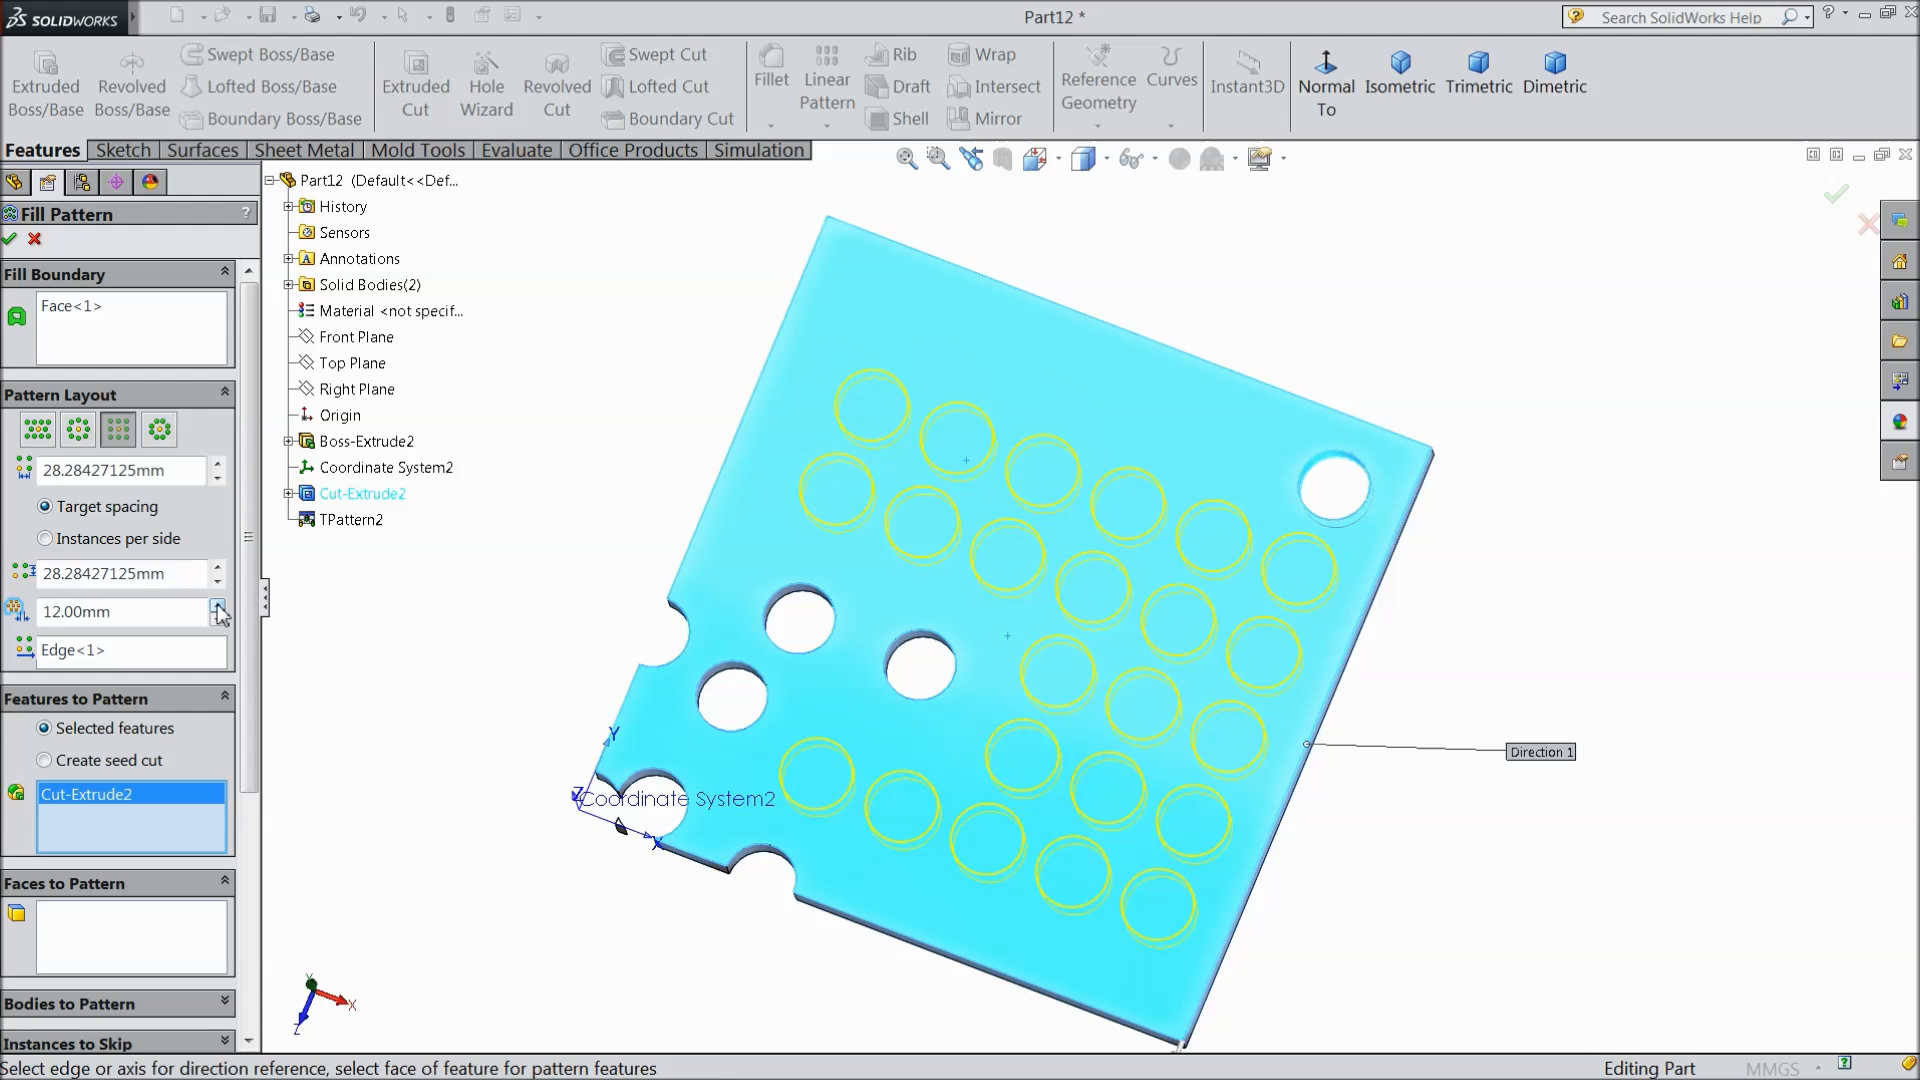 SOLIDWORKS
Part12 *
Search SolidWorks Help
Extruded Boss/Base
Revolved Boss/Base
Swept Boss/Base
Lofted Boss/Base
Boundary Boss/Base
Extruded Cut
Hole Wizard
Revolved Cut
Swept Cut
Lofted Cut
Boundary Cut
Fillet
Linear Pattern
Rib
Draft
Shell
Wrap
Intersect
Mirror
Reference Geometry
Curves
Instant3D
Normal To
Isometric
Trimetric
Dimetric
Features
Sketch
Surfaces
Sheet Metal
Mold Tools
Evaluate
Office Products
Simulation
Fill Pattern
?
Fill Boundary
Face<1>
Pattern Layout
28.28427125mm
Target spacing
Instances per side
28.28427125mm
12.00mm
Edge<1>
Features to Pattern
Selected features
Create seed cut
Cut-Extrude2
Faces to Pattern
Bodies to Pattern
Instances to Skip
Part12 (Default<<Def...
History
Sensors
Annotations
Solid Bodies(2)
Material <not specif...
Front Plane
Top Plane
Right Plane
Origin
Boss-Extrude2
Coordinate System2
Cut-Extrude2
TPattern2
Direction 1
Y
Z
Coordinate System2
X
Y
X
Z
Select edge or axis for direction reference, select face of feature for pattern features
Editing Part
MMGS